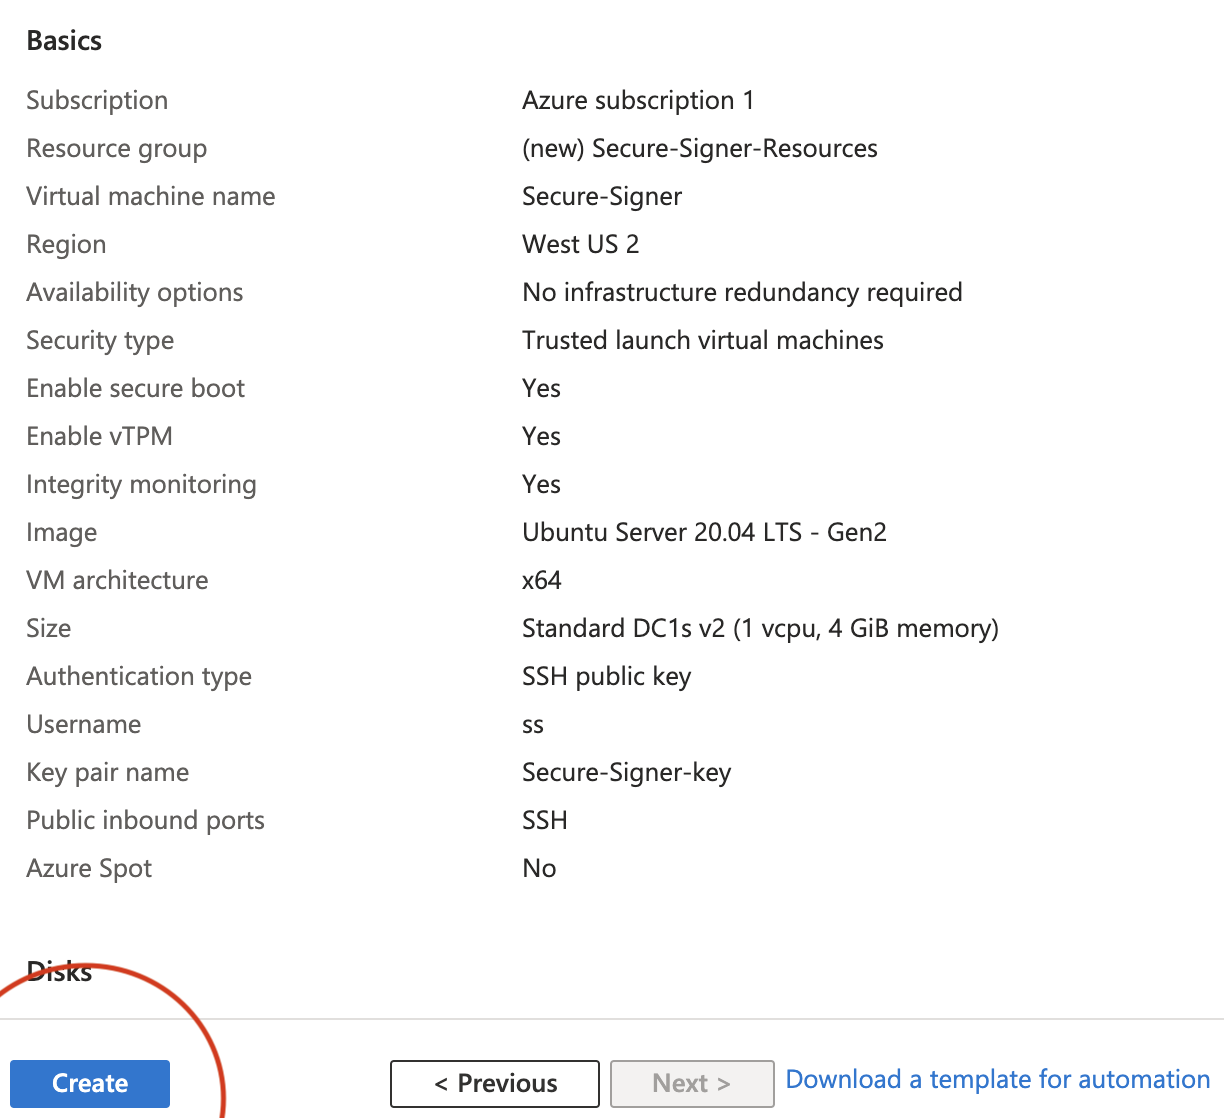 Basics
Subscription Azure subscription 1
Resource group (new) Secure-Signer-Resources
Virtual machine name Secure-Signer
Region West US 2
Availability options No infrastructure redundancy required
Security type Trusted launch virtual machines
Enable secure boot Yes
Enable vTPM Yes
Integrity monitoring Yes
Image Ubuntu Server 20.04 LTS - Gen2
VM architecture x64
Size Standard DC1s v2 (1 vcpu, 4 GiB memory)
Authentication type SSH public key
Username ss
Key pair name Secure-Signer-key
Public inbound ports SSH
Azure Spot No
Disks
Create < Previous Next > Download a template for automation